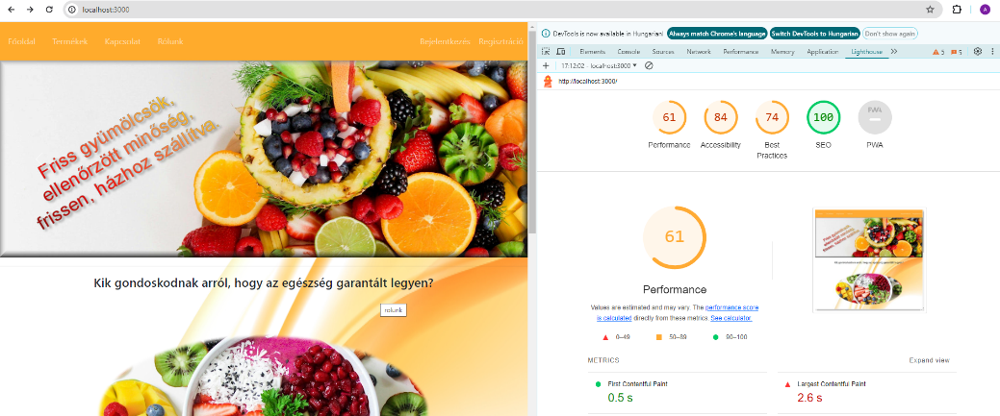 localhost:3000
A
Főoldal Termékek Kapcsolat Rólunk Bejelentkezés Regisztráció
Friss gyümölcsök,
ellenőrzött minőség,
frissen, házhoz szállítva.
Kik gondoskodnak arról, hogy az egészség garantált legyen?
rólunk
DevTools is now available in Hungarian! Always match Chrome's language Switch DevTools to Hungarian Don't show again
Elements Console Sources Network Performance Memory Application Lighthouse 5 5
17:12:02 - localhost:3000
http://localhost:3000/
61 84 74 100 PWA
Performance Accessibility Best Practices SEO PWA
61
Performance
Values are estimated and may vary. The performance score
is calculated directly from these metrics. See calculator.
0–49 50–89 90–100
METRICS Expand view
First Contentful Paint Largest Contentful Paint
0.5 s 2.6 s